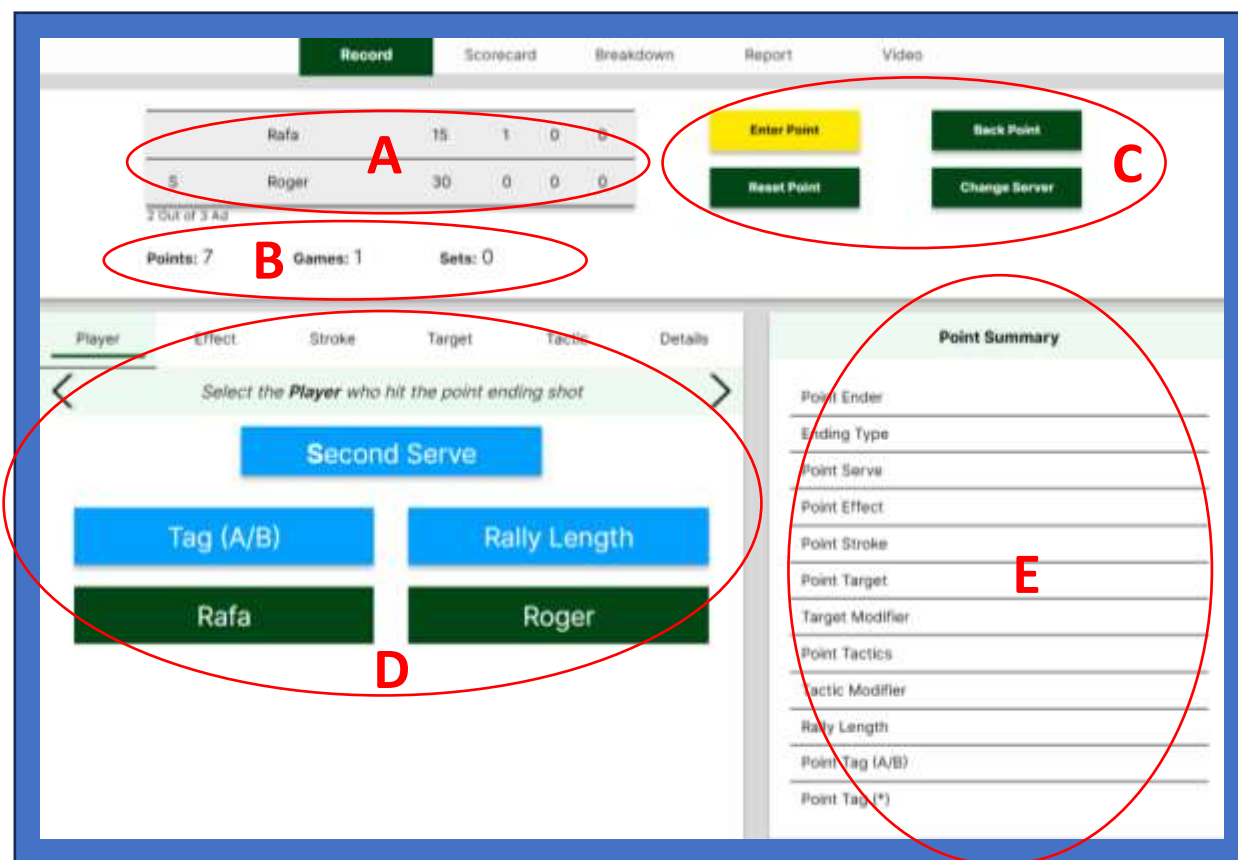 Record Scorecard Breakdown Report Video
Rafa 15 1 0 0
A
S Roger 30 0 0 0
2 Out of 3 Ad
Points: 7 Games: 1 Sets: 0
B
Enter Point Back Point
Reset Point Change Server
C
Player Effect Stroke Target Tactic Details
Select the Player who hit the point ending shot
Second Serve
Tag (A/B) Rally Length
Rafa Roger
D
Point Summary
Point Ender
Ending Type
Point Serve
Point Effect
Point Stroke
Point Target
E
Target Modifier
Point Tactics
Tactic Modifier
Rally Length
Point Tag (A/B)
Point Tag (*)